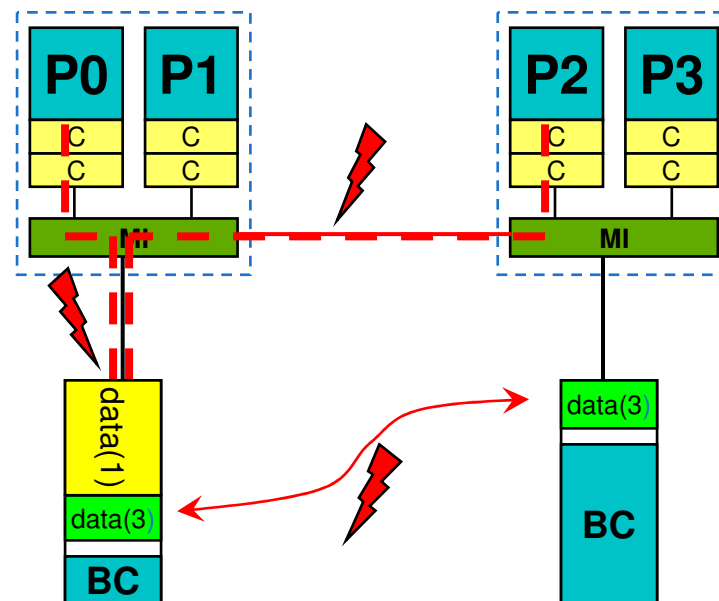 P0 P1 P2 P3
C C C C
C C C C
MI MI
data(1)
data(3) data(3)
BC BC